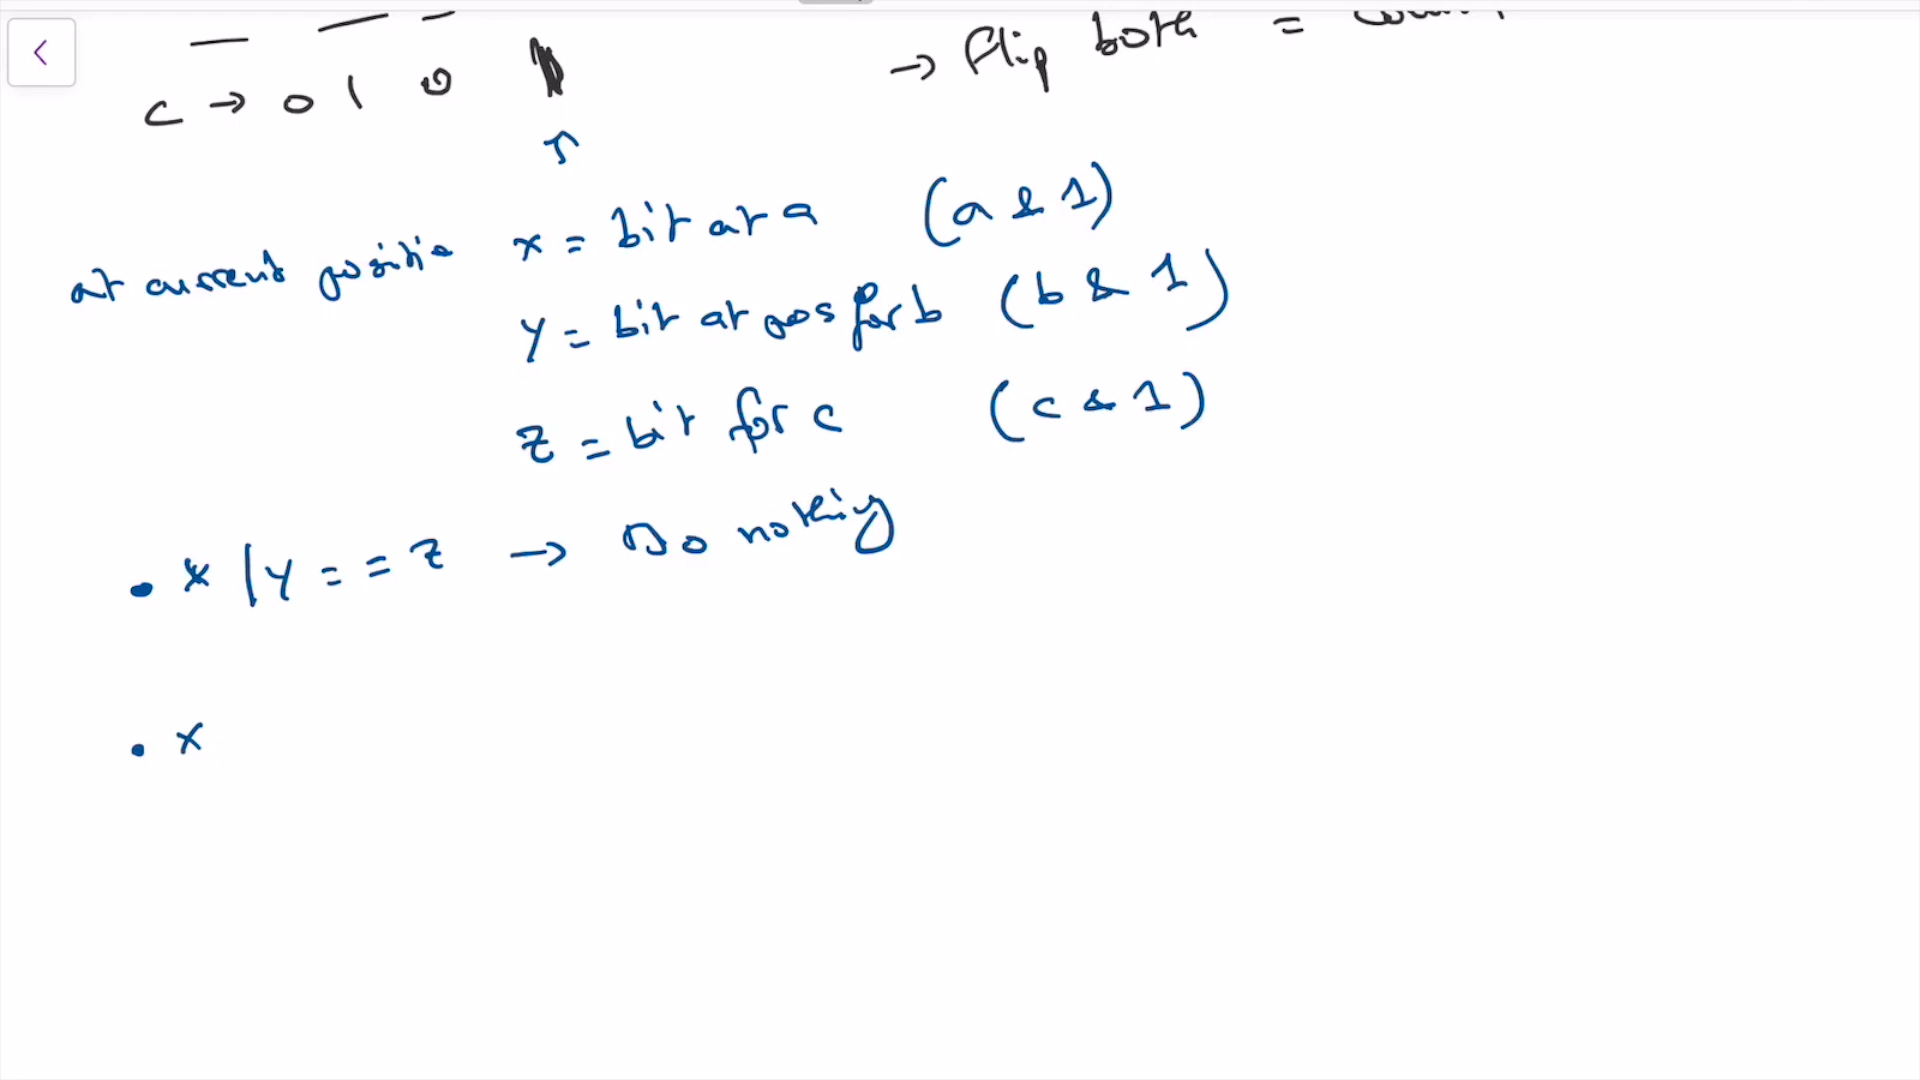 → Flip both =
c → 0 1 0
at current positio x = bit at a (a & 1)
y = bit at pos for b (b & 1)
z = bit for c (c & 1)
• x | y == z → Do nothing
• x